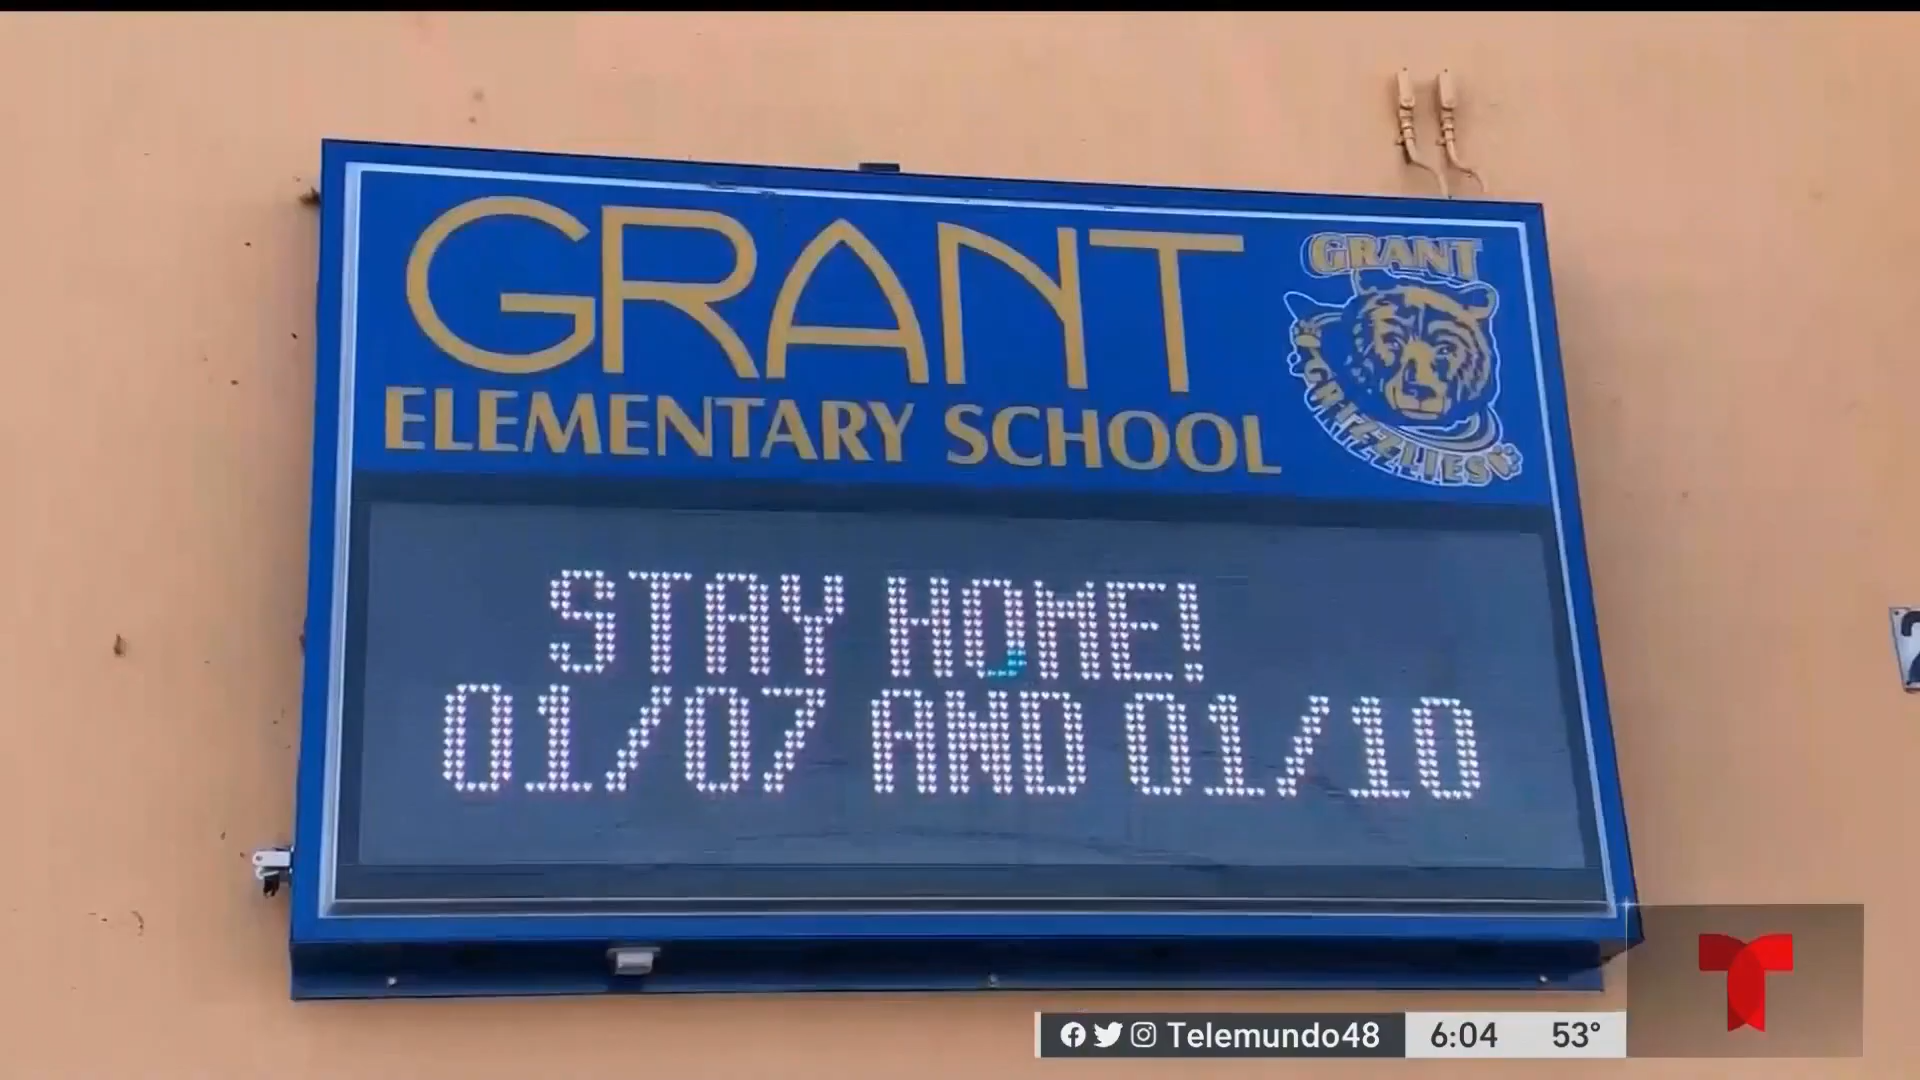 GRANT
ELEMENTARY SCHOOL
GRANT
GRIZZLIES
STAY HOME!
01/07 AND 01/10
Telemundo48
6:04 53°